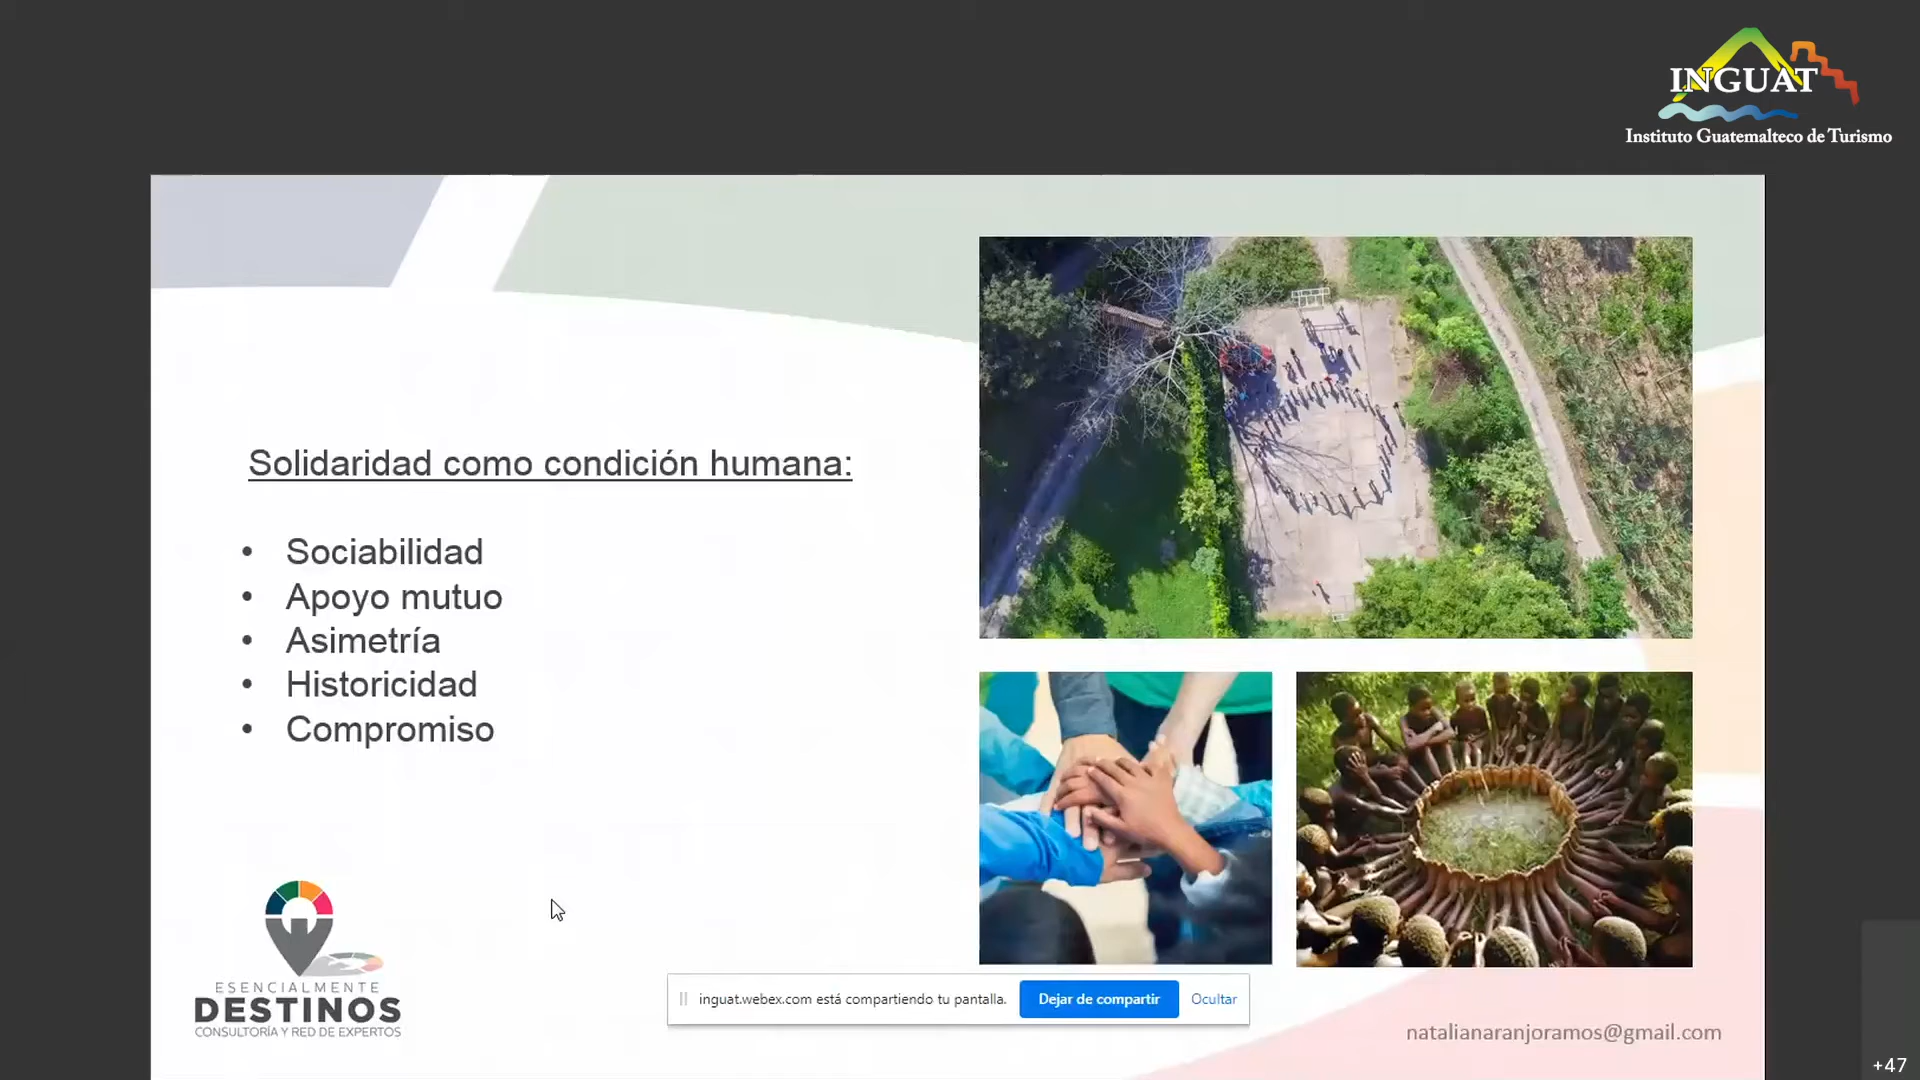 INGUAT
Instituto Guatemalteco de Turismo
Solidaridad como condición humana:
• Sociabilidad
• Apoyo mutuo
• Asimetría
• Historicidad
• Compromiso
ESENCIALMENTE
DESTINOS
CONSULTORÍA Y RED DE EXPERTOS
inguat.webex.com está compartiendo tu pantalla.
Dejar de compartir
Ocultar
natalianaranjoramos@gmail.com
+47